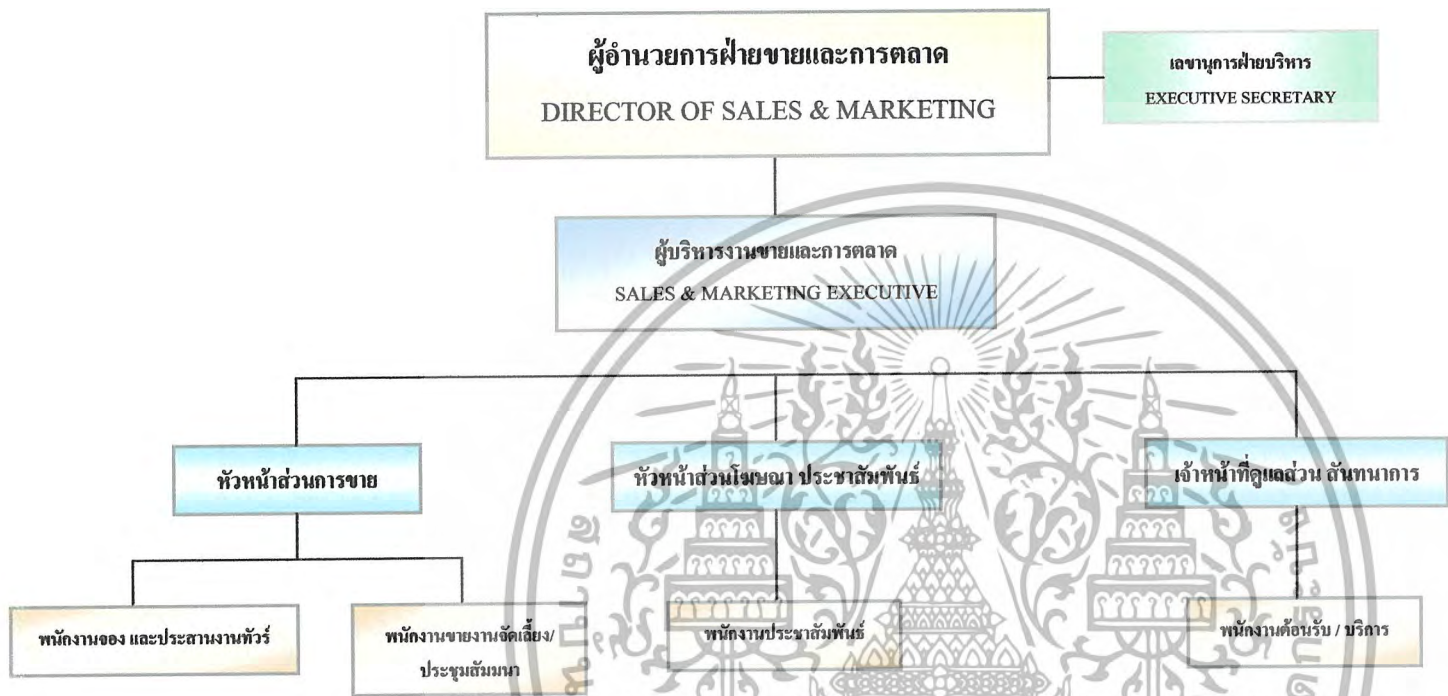 ผู้อำนวยการฝ่ายขายและการตลาด
DIRECTOR OF SALES & MARKETING
เลขานุการฝ่ายบริหาร
EXECUTIVE SECRETARY
ผู้บริหารงานขายและการตลาด
SALES & MARKETING EXECUTIVE
หัวหน้าส่วนการขาย
หัวหน้าส่วนโฆษณา ประชาสัมพันธ์
เจ้าหน้าที่ดูแลส่วน สันทนาการ
พนักงานจอง และประสานงานทัวร์
พนักงานขายงานจัดเลี้ยง/
ประชุมสัมมนา
พนักงานประชาสัมพันธ์
พนักงานต้อนรับ / บริการ